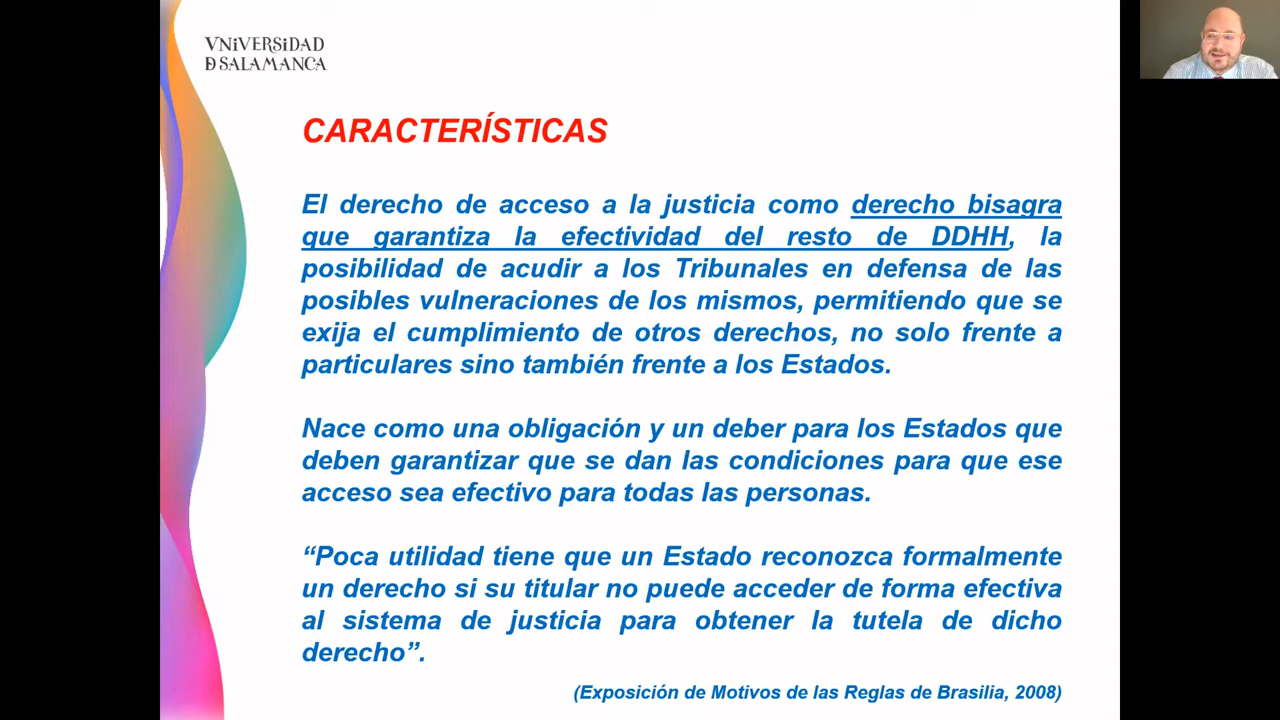 VNiVERSiDAD
D SALAMANCA
CARACTERÍSTICAS
El derecho de acceso a la justicia como derecho bisagra
que garantiza la efectividad del resto de DDHH, la
posibilidad de acudir a los Tribunales en defensa de las
posibles vulneraciones de los mismos, permitiendo que se
exija el cumplimiento de otros derechos, no solo frente a
particulares sino también frente a los Estados.
Nace como una obligación y un deber para los Estados que
deben garantizar que se dan las condiciones para que ese
acceso sea efectivo para todas las personas.
“Poca utilidad tiene que un Estado reconozca formalmente
un derecho si su titular no puede acceder de forma efectiva
al sistema de justicia para obtener la tutela de dicho
derecho”.
(Exposición de Motivos de las Reglas de Brasilia, 2008)